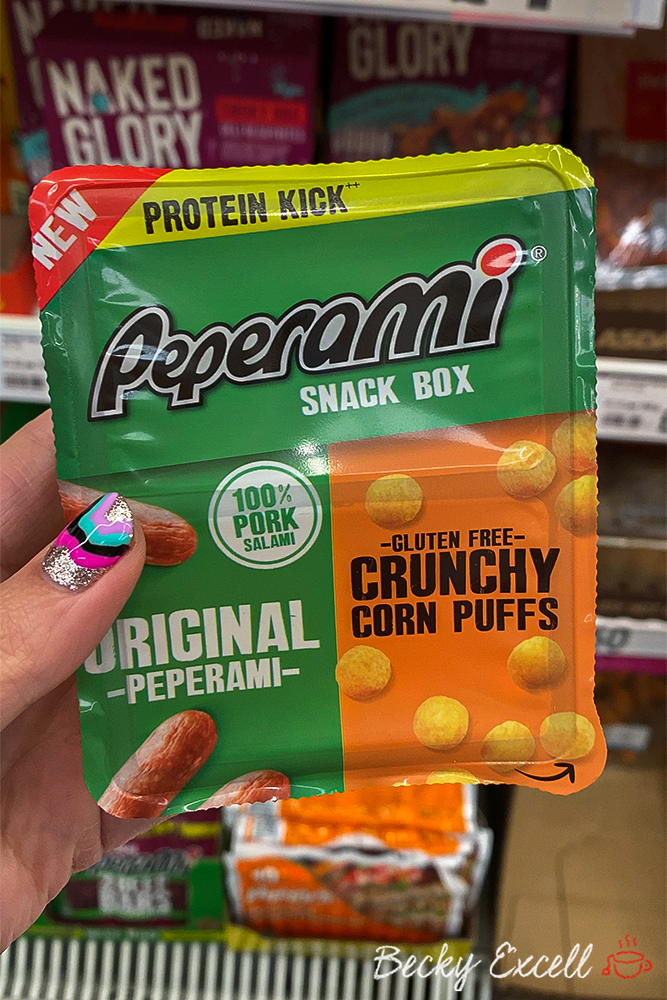 NAKED
GLORY
GLORY
NEW
PROTEIN KICK++
Peperami®
SNACK BOX
100%
PORK
SALAMI
-GLUTEN FREE-
CRUNCHY
CORN PUFFS
ORIGINAL
-PEPERAMI-
ASDA
Becky Excell